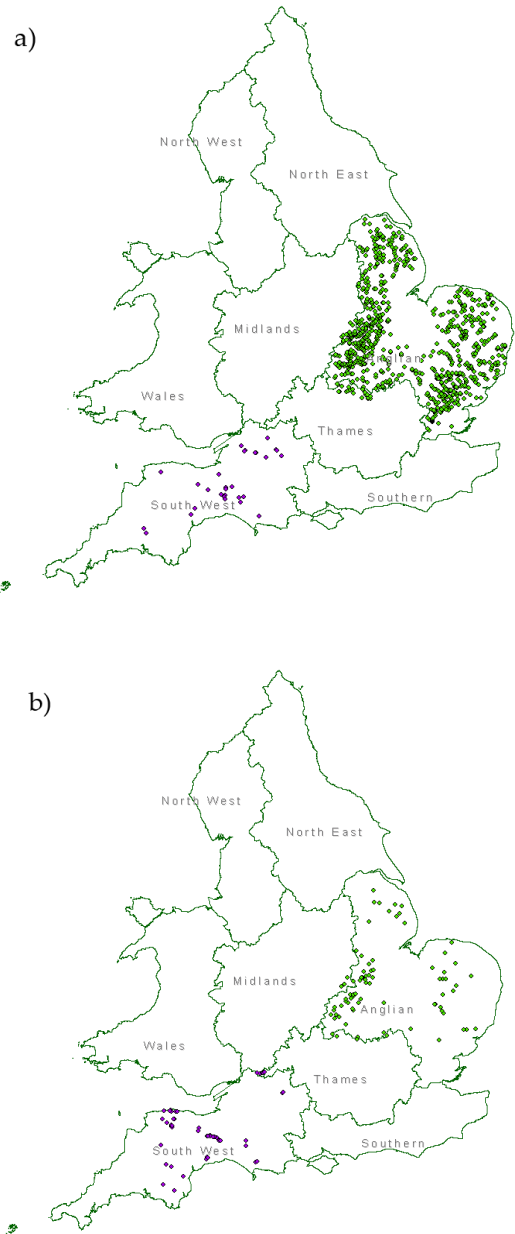 a)
North West
North East
Midlands
Anglian
Wales
Thames
Southern
South West
b)
North West
North East
Midlands
Anglian
Wales
Thames
Southern
South West